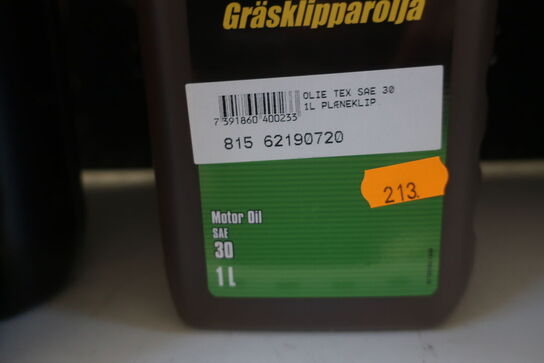 Gräsklipparolja
OLIE TEX SAE 30
1L PLÆNEKLIP.
7 391860 400233
815 62190720
213.
Motor Oil
SAE
30
1L